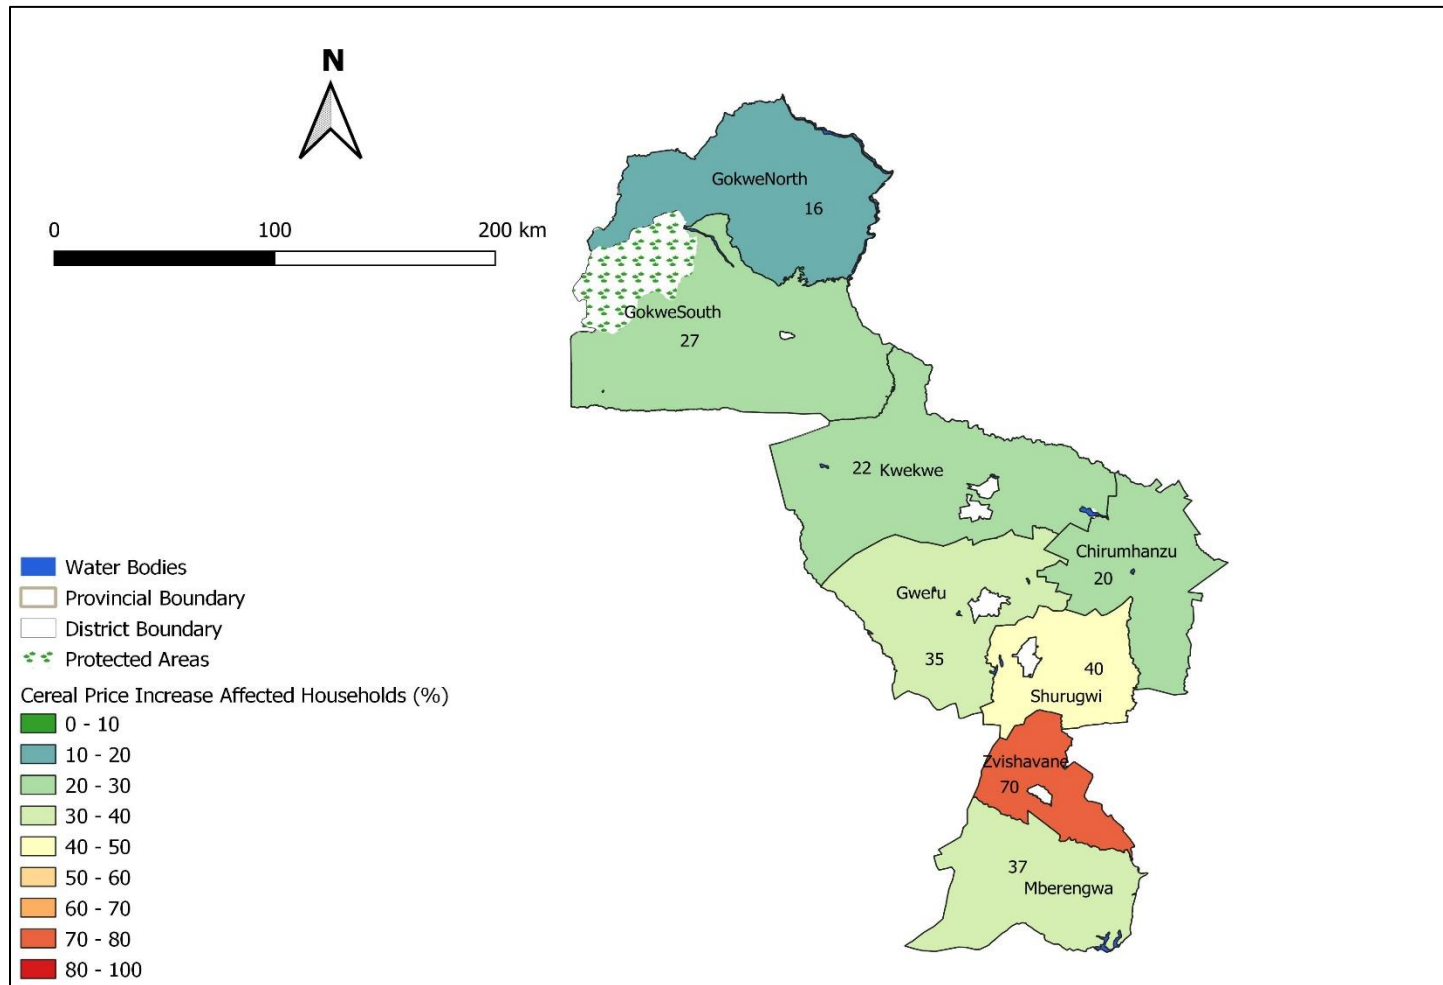 N
0 100 200 km
GokweNorth
16
GokweSouth
27
22 Kwekwe
Chirumhanzu
20
Gweru
35
40
Shurugwi
Zvishavane
70
37
Mberengwa
Water Bodies
Provincial Boundary
District Boundary
Protected Areas
Cereal Price Increase Affected Households (%)
0 - 10
10 - 20
20 - 30
30 - 40
40 - 50
50 - 60
60 - 70
70 - 80
80 - 100